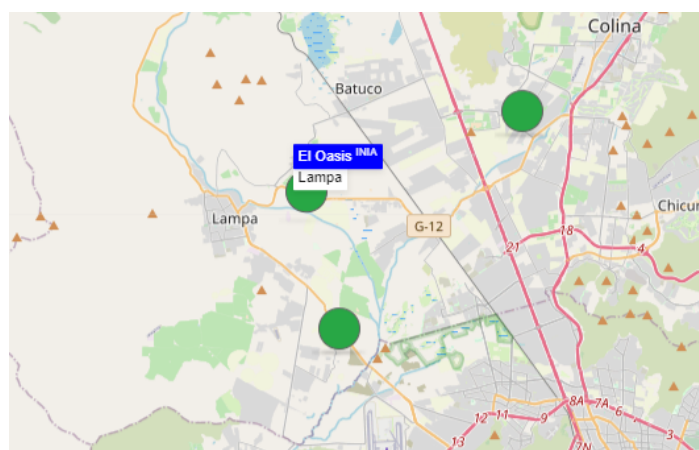 Colina
Batuco
El Oasis INIA
Lampa
Lampa
Chicur
G-12
21
18
4
8A
7A
6
3
12
11
9
13
7N